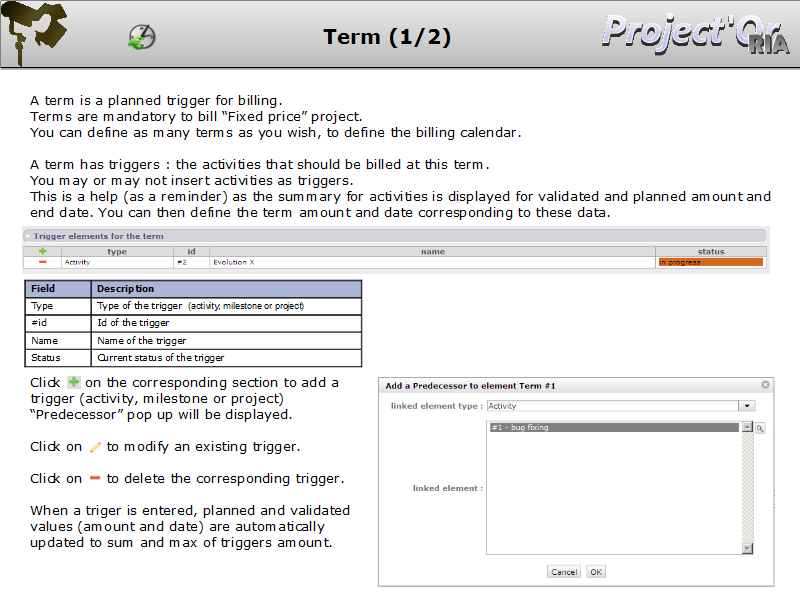 Term (1/2)
Project'Or
RIA
A term is a planned trigger for billing.
Terms are mandatory to bill “Fixed price” project.
You can define as many terms as you wish, to define the billing calendar.
A term has triggers : the activities that should be billed at this term.
You may or may not insert activities as triggers.
This is a help (as a reminder) as the summary for activities is displayed for validated and planned amount and
end date. You can then define the term amount and date corresponding to these data.
Trigger elements for the term
type id name status
Activity #2 Evolution X in progress
Field Description
Type Type of the trigger (activity, milestone or project)
#id Id of the trigger
Name Name of the trigger
Status Current status of the trigger
Click on the corresponding section to add a
trigger (activity, milestone or project)
“Predecessor” pop up will be displayed.
Click on to modify an existing trigger.
Click on to delete the corresponding trigger.
When a triger is entered, planned and validated
values (amount and date) are automatically
updated to sum and max of triggers amount.
Add a Predecessor to element Term #1
linked element type : Activity
#1 - bug fixing
linked element :
Cancel OK